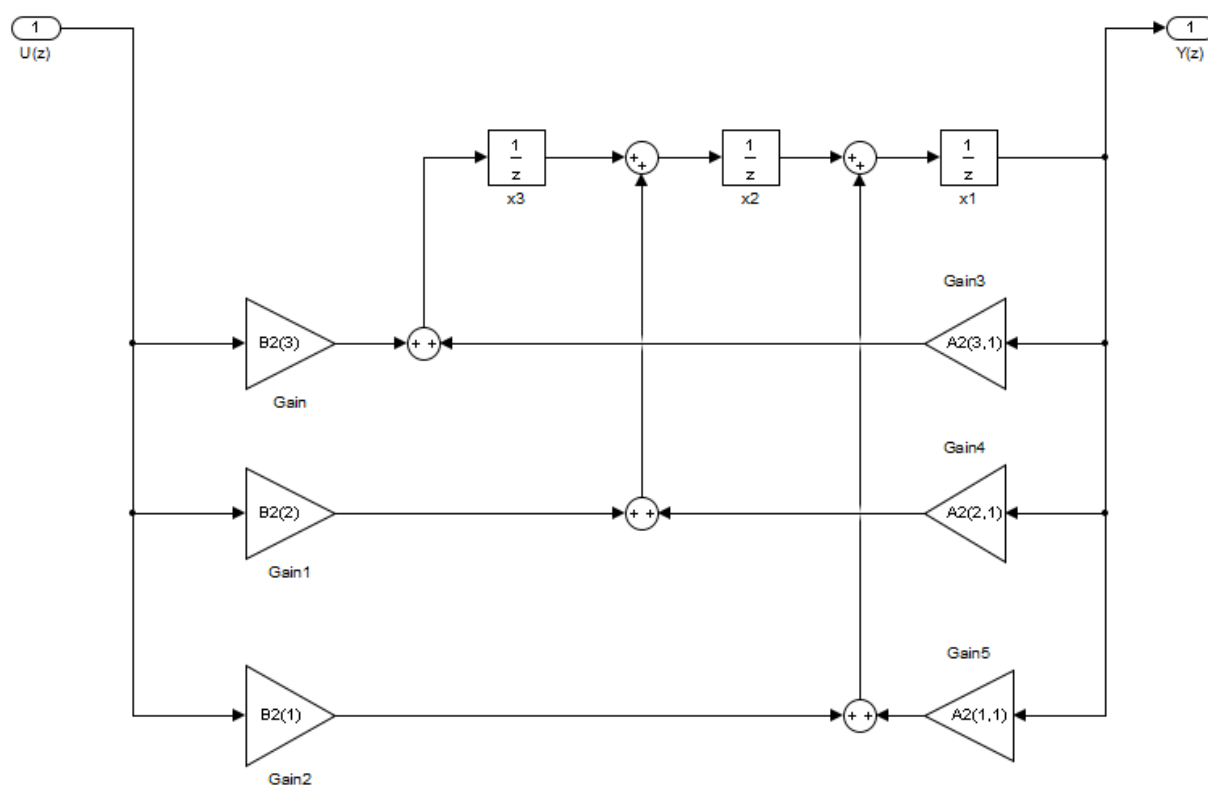 1
U(z)
1
Y(z)
1
z
x3
+
+
1
z
x2
+
+
1
z
x1
B2(3)
Gain
+ +
Gain3
A2(3,1)
B2(2)
Gain1
+ +
Gain4
A2(2,1)
B2(1)
Gain2
+ +
Gain5
A2(1,1)